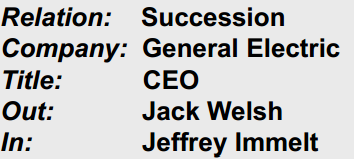 Relation: Succession
Company: General Electric
Title: CEO
Out: Jack Welsh
In: Jeffrey Immelt